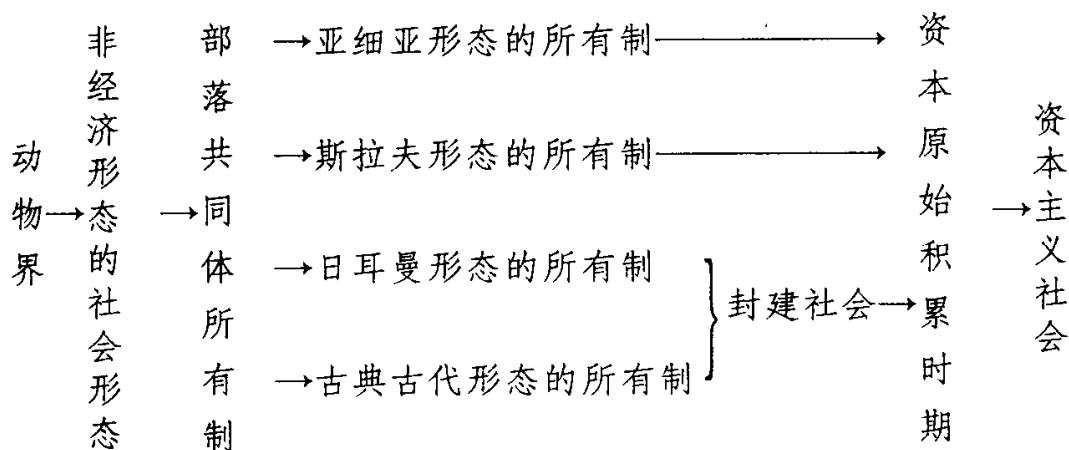 动物界
非经济形态的社会形态
部落共同体所有制
亚细亚形态的所有制
斯拉夫形态的所有制
日耳曼形态的所有制
古典古代形态的所有制
封建社会
资本原始积累时期
资本主义社会